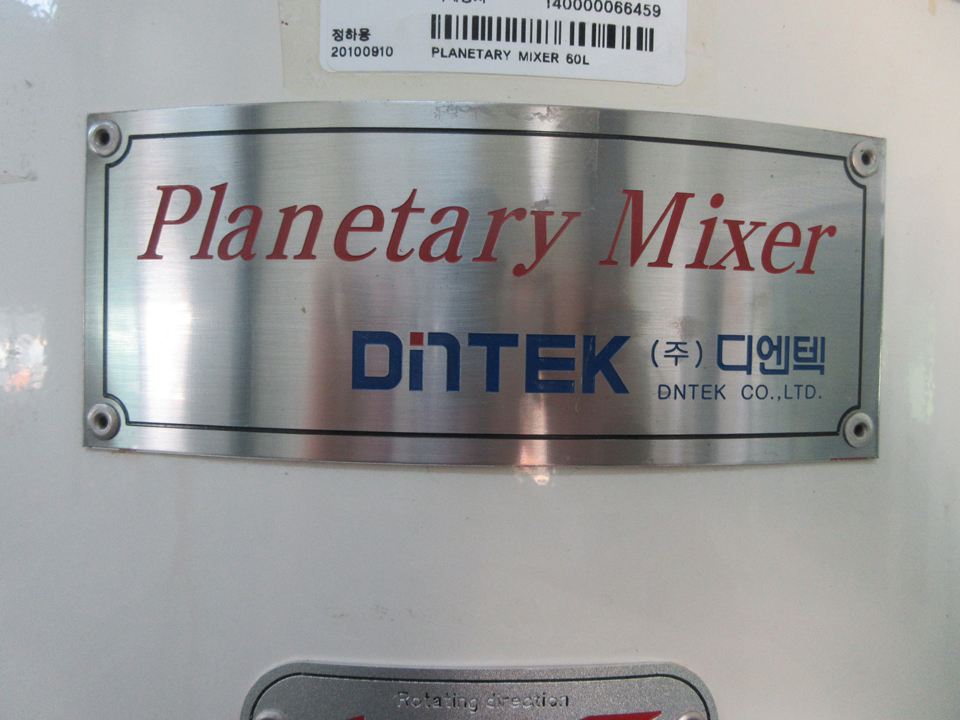 140000066459
정하용
20100910 PLANETARY MIXER 60L
Planetary Mixer
DNTEK (주) 디엔텍
DNTEK CO.,LTD.
Rotating direction